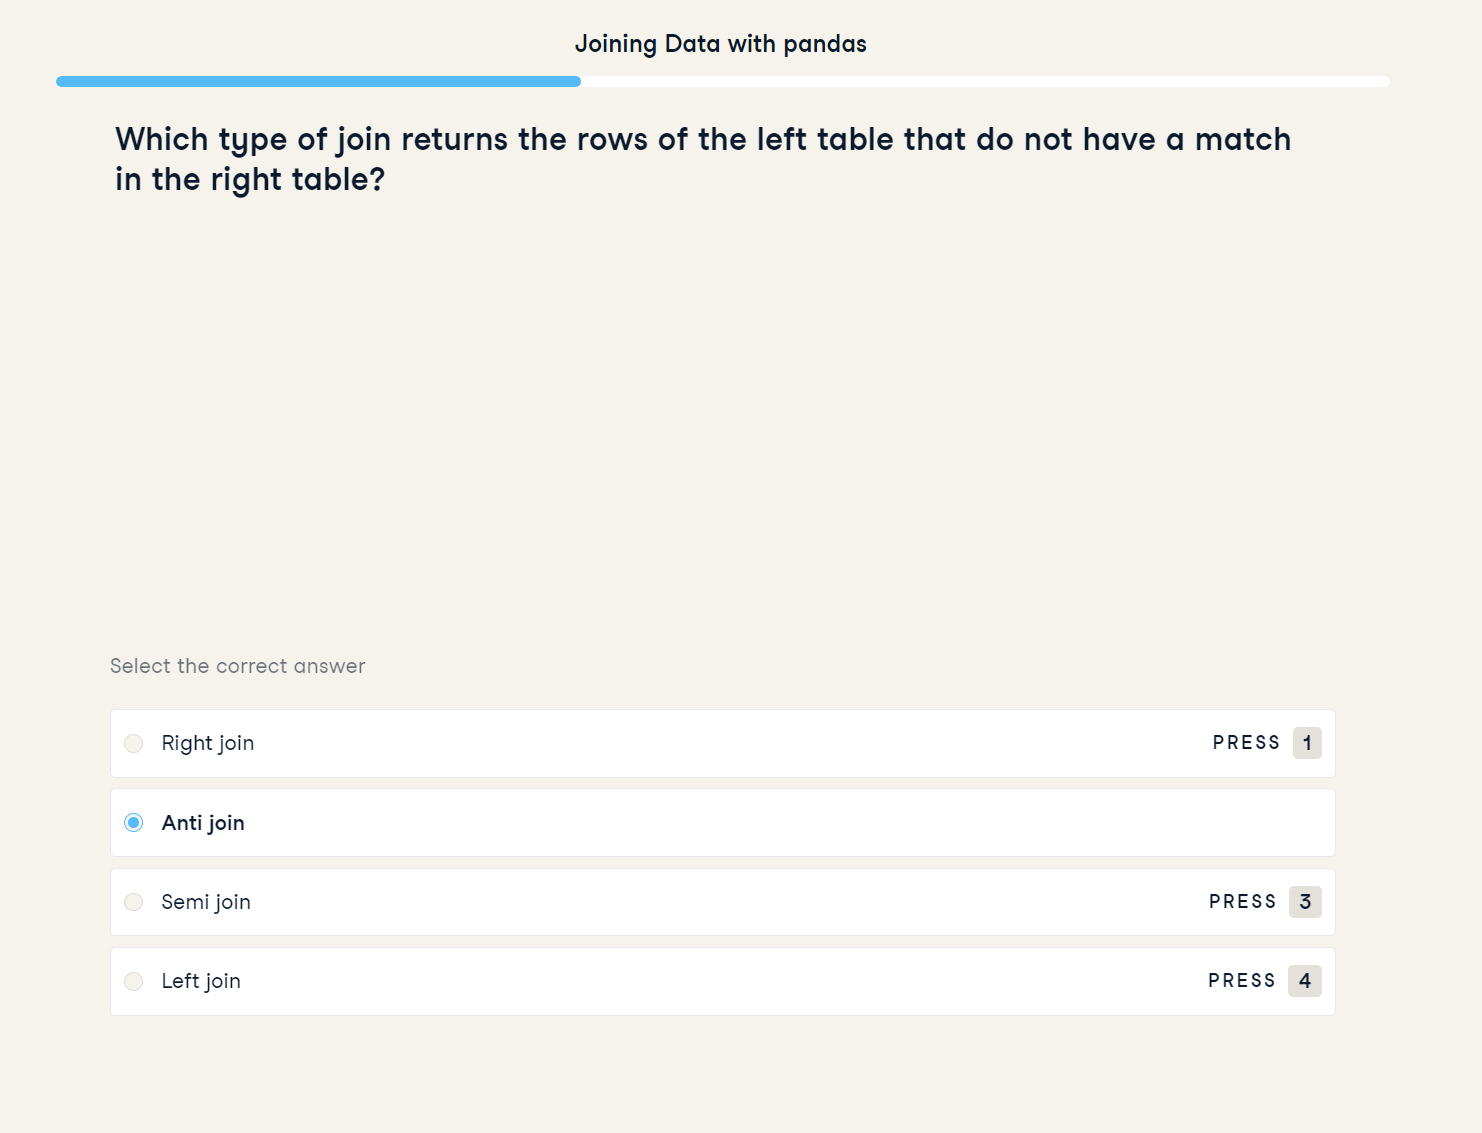 Joining Data with pandas
Which type of join returns the rows of the left table that do not have a match
in the right table?
Select the correct answer
Right join PRESS 1
Anti join
Semi join PRESS 3
Left join PRESS 4